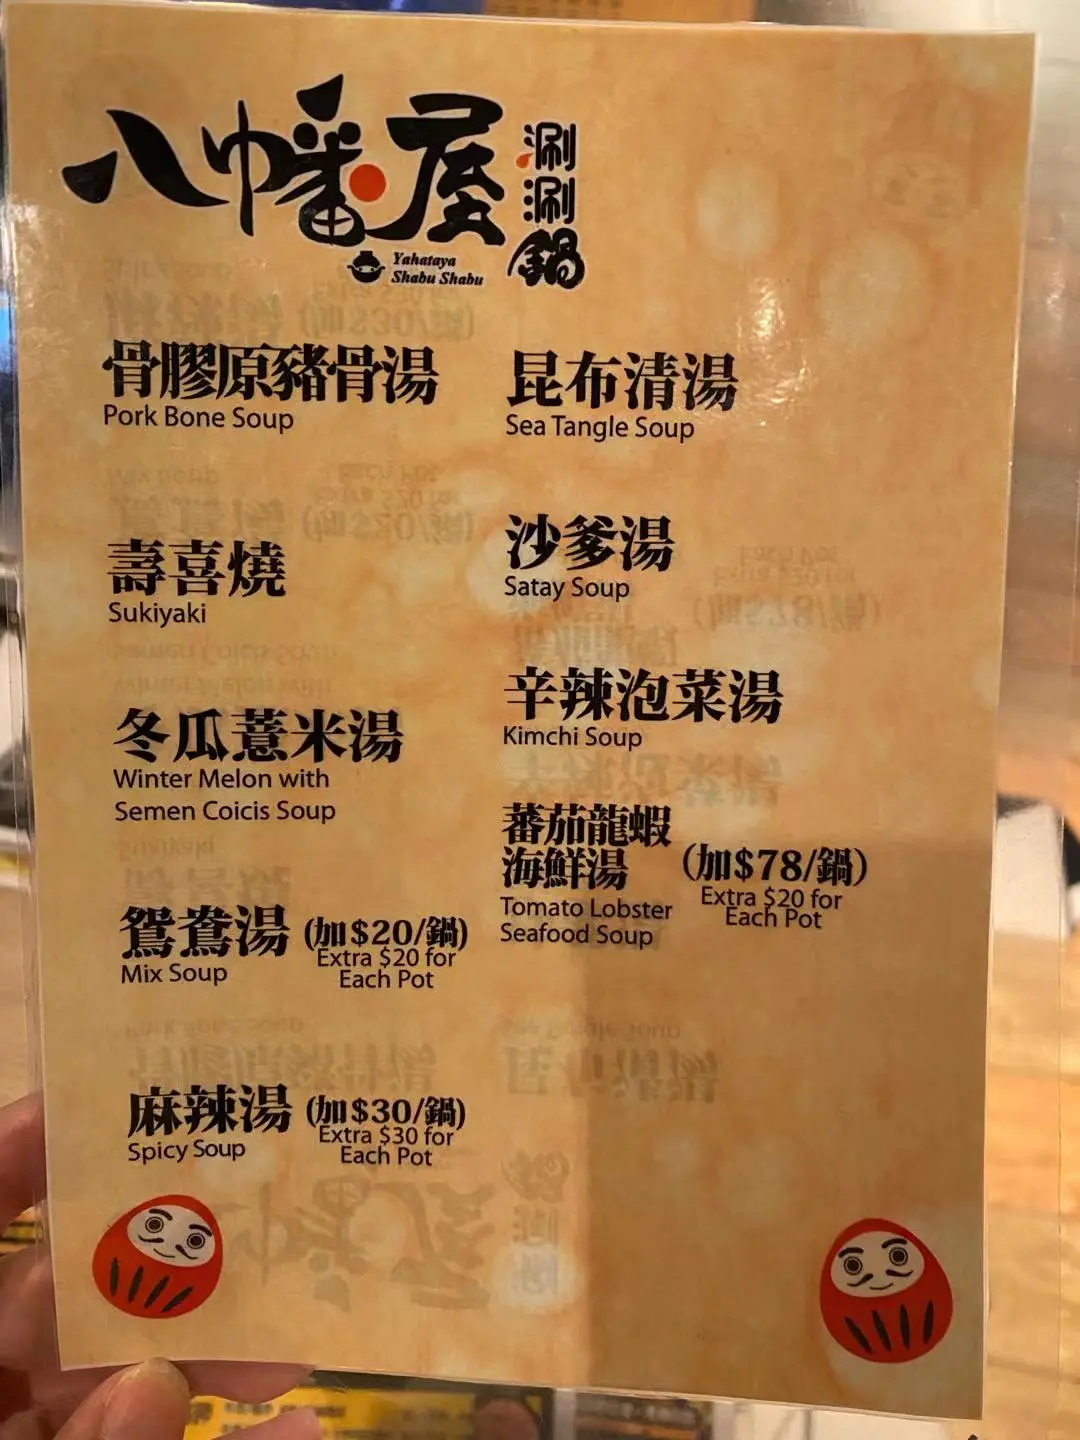 八幡屋
涮涮鍋
Yahataya
Shabu Shabu
骨膠原豬骨湯
Pork Bone Soup
壽喜燒
Sukiyaki
冬瓜薏米湯
Winter Melon with
Semen Coicis Soup
鴛鴦湯 (加$20/鍋)
Mix Soup
Extra $20 for
Each Pot
麻辣湯 (加$30/鍋)
Spicy Soup
Extra $30 for
Each Pot
昆布清湯
Sea Tangle Soup
沙爹湯
Satay Soup
辛辣泡菜湯
Kimchi Soup
蕃茄龍蝦
海鮮湯 (加$78/鍋)
Tomato Lobster
Seafood Soup
Extra $20 for
Each Pot